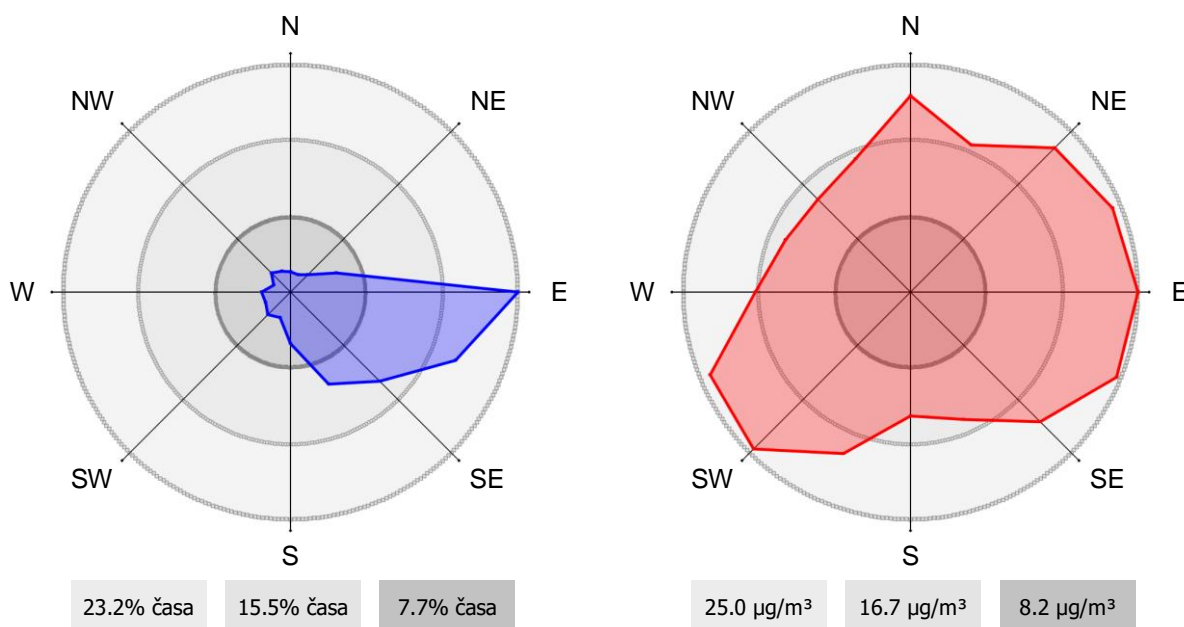 N
NW
NE
W
E
SW
SE
S
23.2% časa
15.5% časa
7.7% časa
N
NW
NE
W
E
SW
SE
S
25.0 µg/m³
16.7 µg/m³
8.2 µg/m³